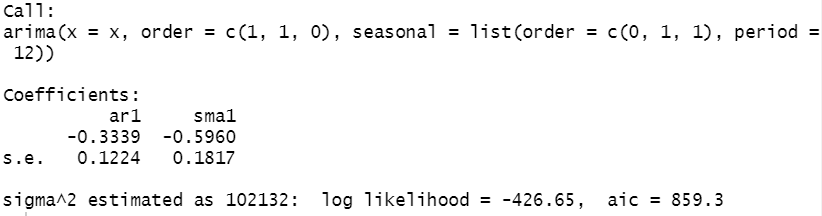 Call:
arima(x = x, order = c(1, 1, 0), seasonal = list(order = c(0, 1, 1), period =
 12))
Coefficients:
          ar1     sma1
      -0.3339  -0.5960
s.e.   0.1224   0.1817
sigma^2 estimated as 102132:  log likelihood = -426.65,  aic = 859.3